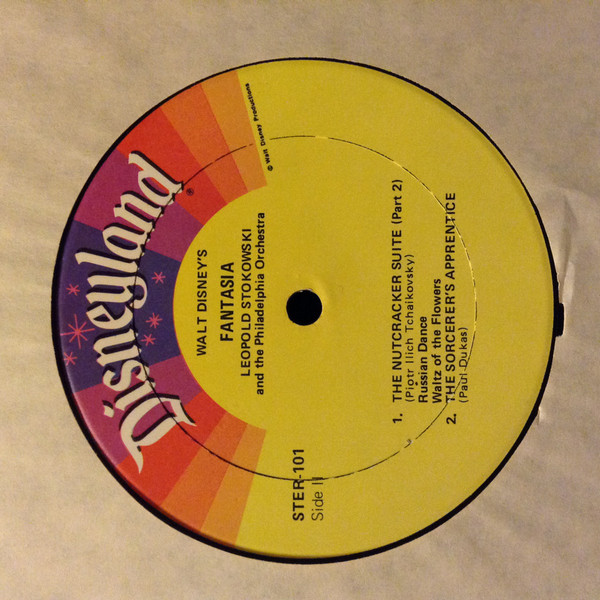 Disneyland®
© Walt Disney Productions
WALT DISNEY'S
FANTASIA
LEOPOLD STOKOWSKI
and the Philadelphia Orchestra
STER-101
Side II
1. THE NUTCRACKER SUITE (Part 2)
(Piotr Ilich Tchaikovsky)
Russian Dance
Waltz of the Flowers
2. THE SORCERER'S APPRENTICE
(Paul Dukas)